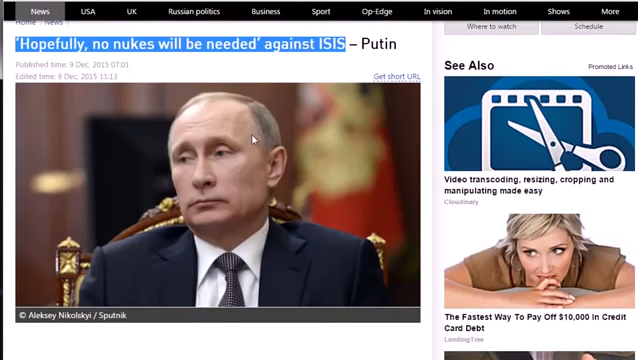 News USA UK Russian politics Business Sport Op-Edge In vision In motion Shows More
Home / News /
Where to watch Schedule
'Hopefully, no nukes will be needed' against ISIS – Putin
Published time: 9 Dec, 2015 07:01
Edited time: 9 Dec, 2015 11:13
Get short URL
© Aleksey Nikolskyi / Sputnik
See Also
Promoted Links
Video transcoding, resizing, cropping and
manipulating made easy
Cloudinary
The Fastest Way To Pay Off $10,000 In Credit
Card Debt
LendingTree